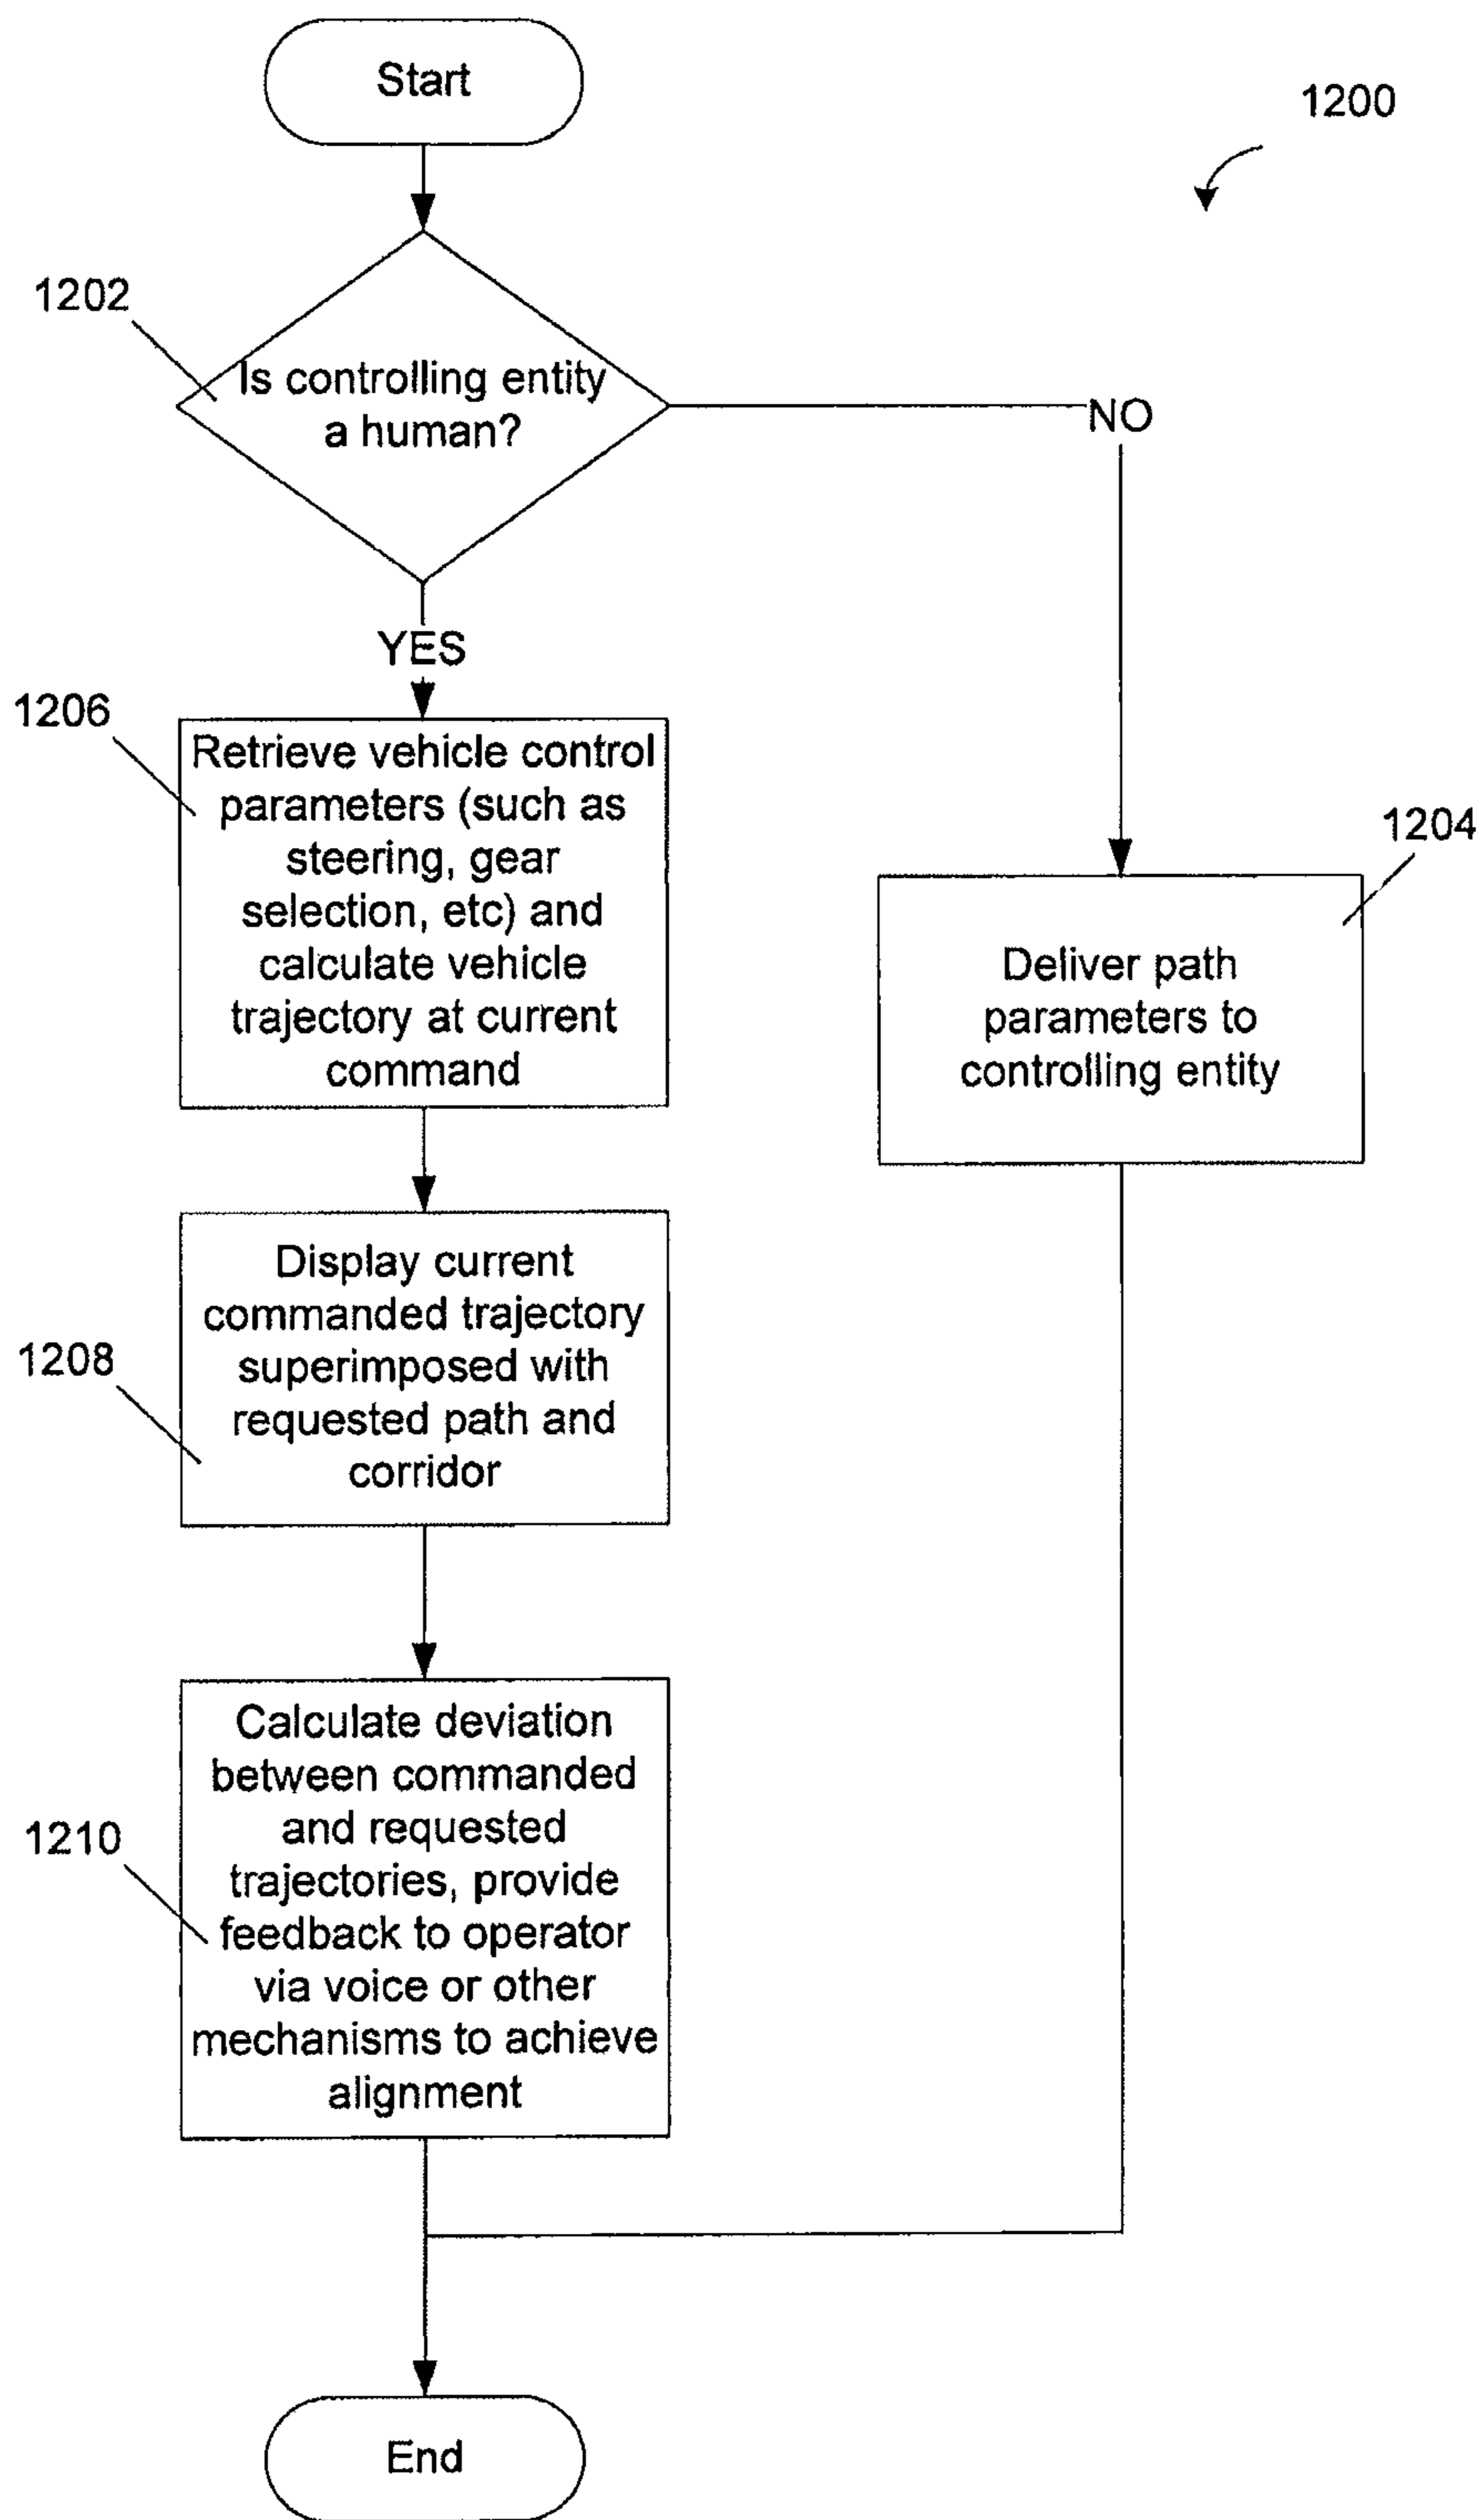 Start
1200
1202
Is controlling entity
a human?
NO
YES
1206
Retrieve vehicle control
parameters (such as
steering, gear
selection, etc) and
calculate vehicle
trajectory at current
command
1204
Deliver path
parameters to
controlling entity
1208
Display current
commanded trajectory
superimposed with
requested path and
corridor
1210
Calculate deviation
between commanded
and requested
trajectories, provide
feedback to operator
via voice or other
mechanisms to achieve
alignment
End